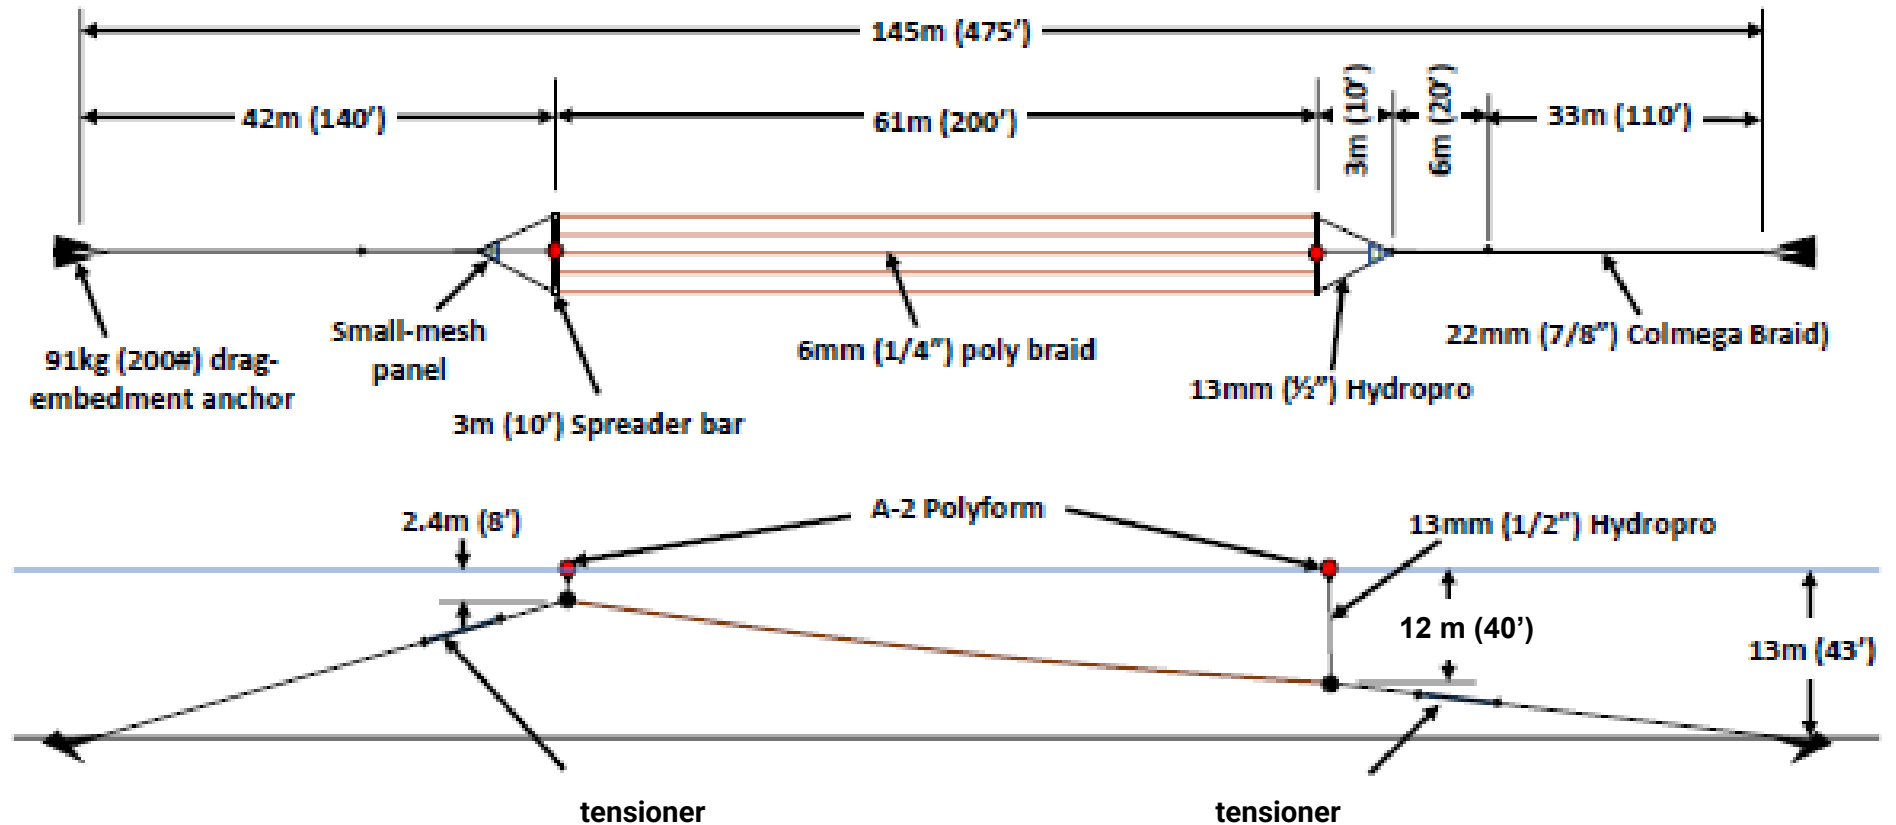 145m (475’)
42m (140’)
61m (200’)
3m (10’)
6m (20’)
33m (110’)
Small-mesh
panel
91kg (200#) drag-
embedment anchor
3m (10’) Spreader bar
6mm (1/4”) poly braid
13mm (½”) Hydropro
22mm (7/8”) Colmega Braid)
2.4m (8’)
A-2 Polyform
13mm (1/2”) Hydropro
12 m (40’)
13m (43’)
tensioner
tensioner